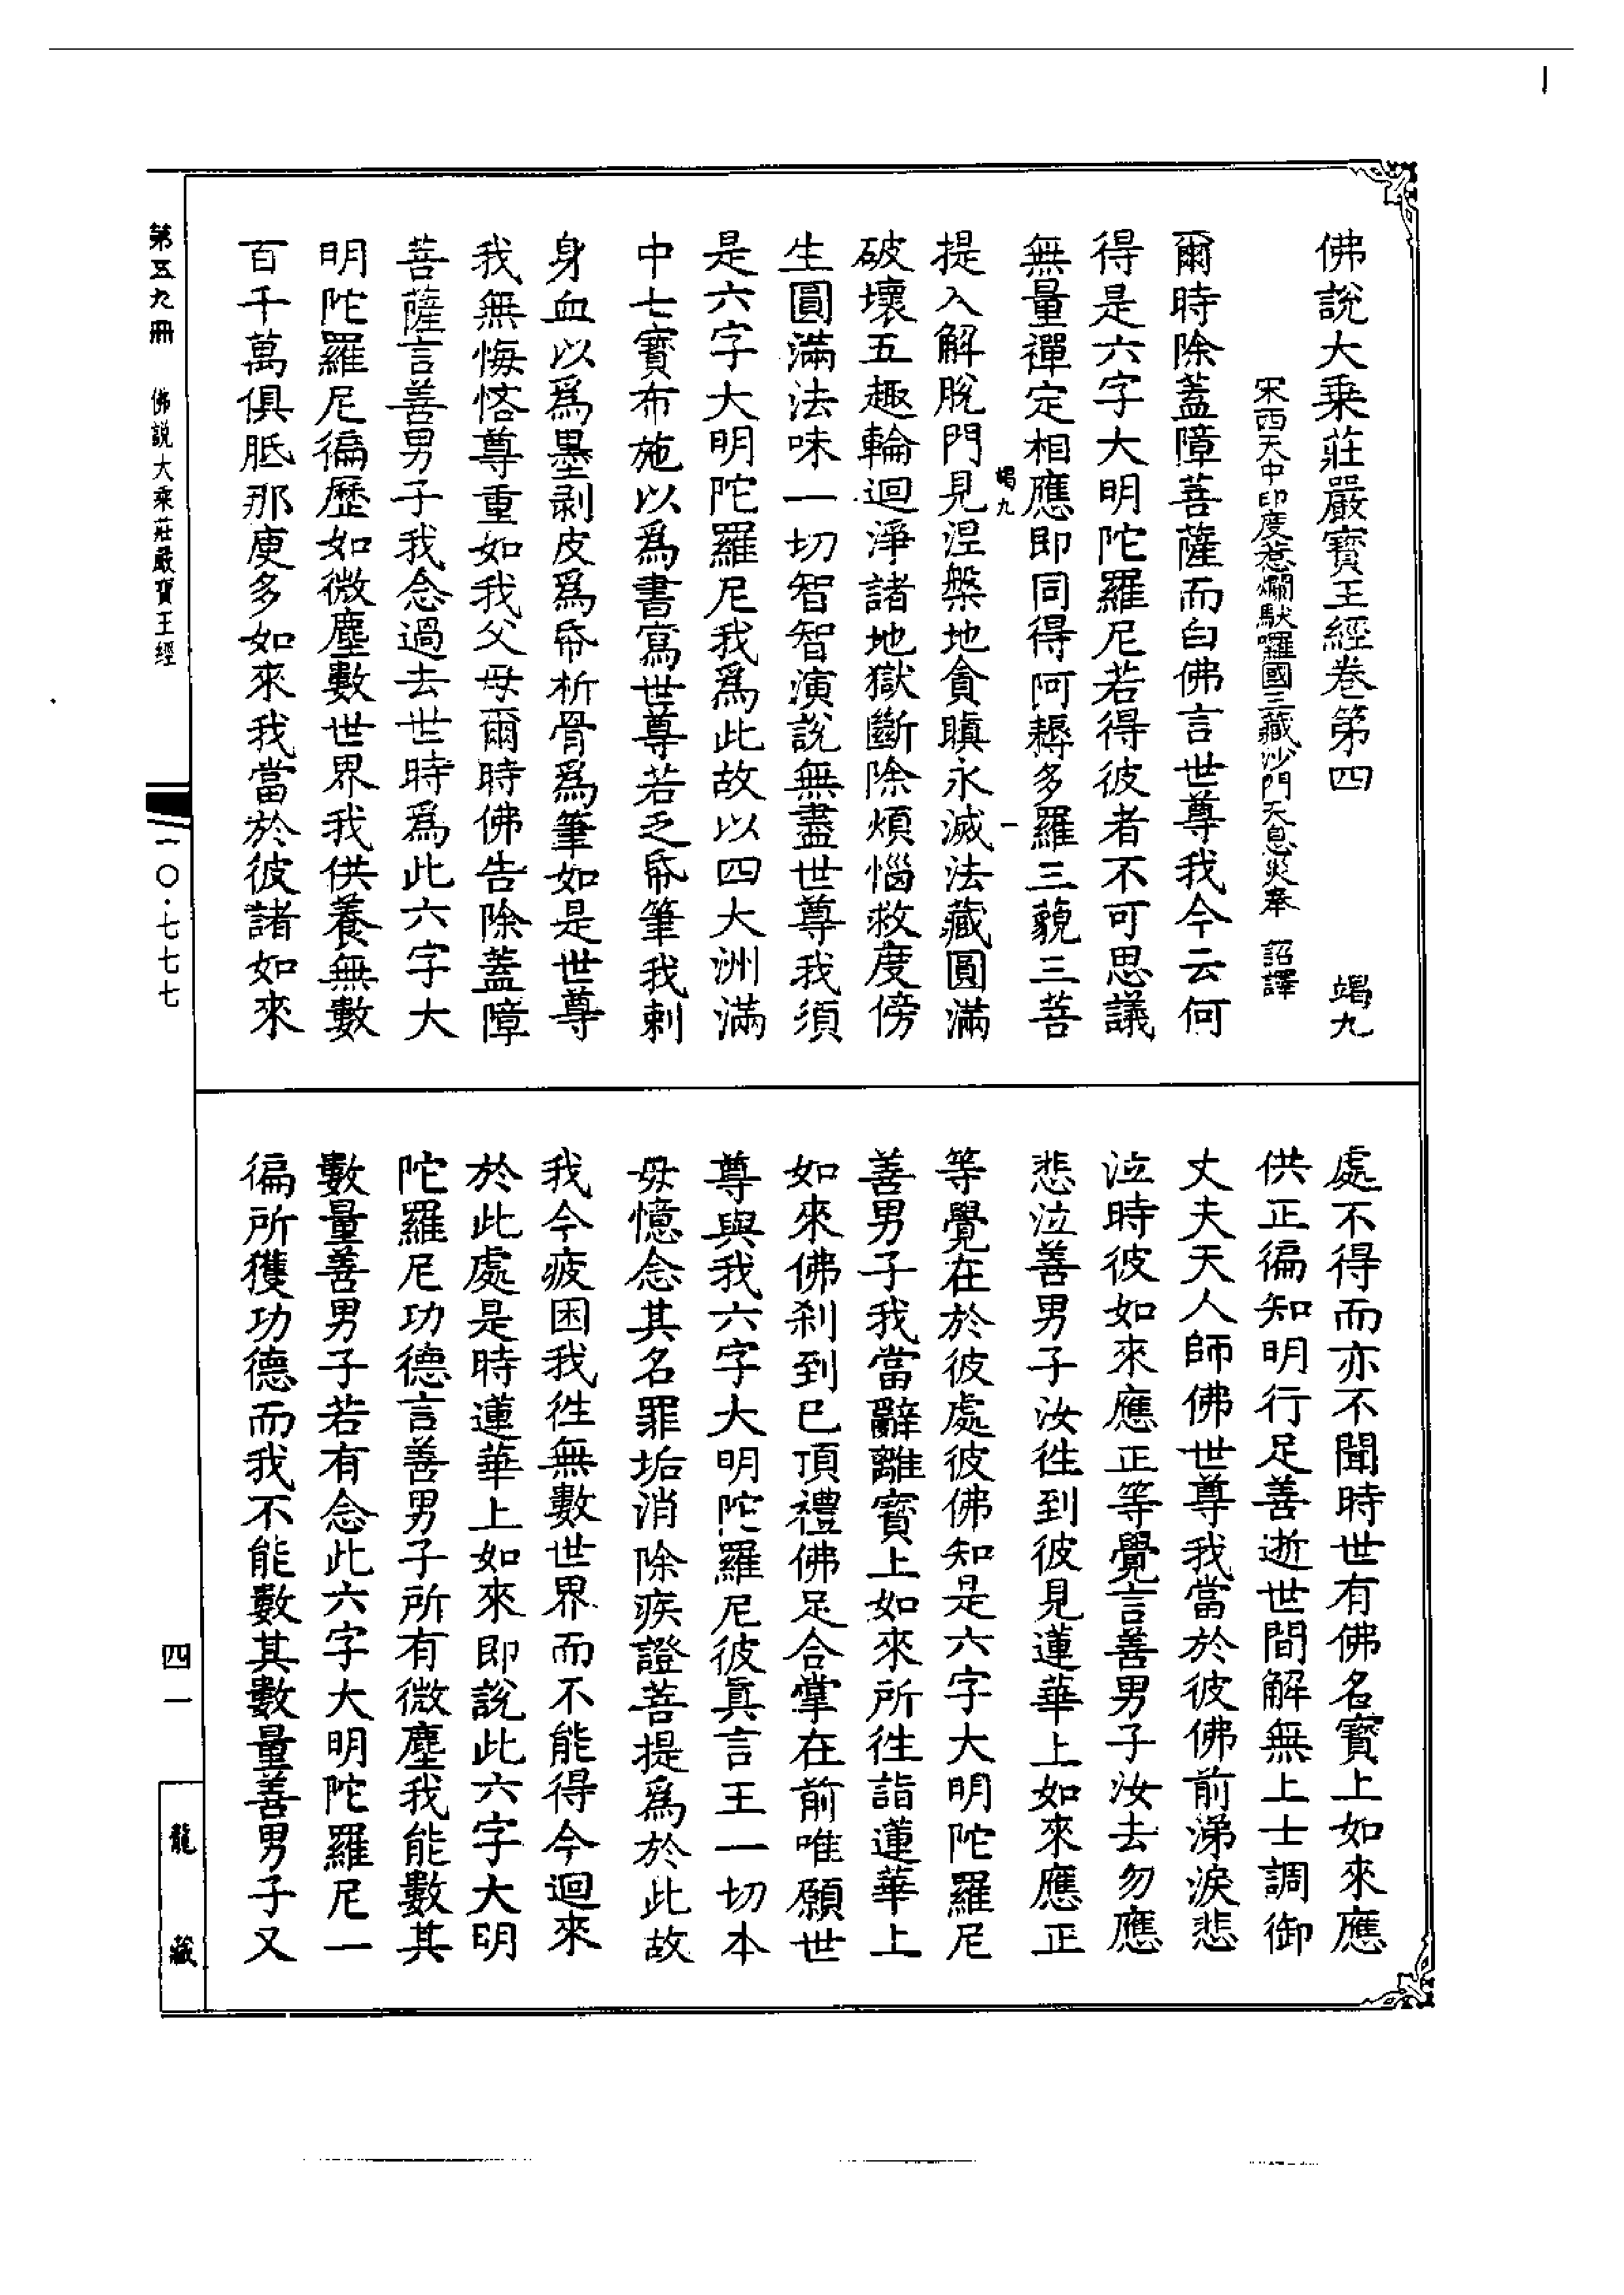 佛說大乘莊嚴寶王經卷第四 竭九
宋西天中印度惹爛馱囉國三藏沙門天息災奉 詔譯
爾時除蓋障菩薩而白佛言世尊我今云何
得是六字大明陀羅尼若得彼者不可思議
無量禪定相應即同得阿耨多羅三藐三菩
竭九 一
提入解脫門見涅槃地貪瞋永滅法藏圓滿
破壞五趣輪迴淨諸地獄斷除煩惱救度傍
生圓滿法味一切智智演說無盡世尊我須
是六字大明陀羅尼我為此故以四大洲滿
中七寶布施以為書寫世尊若乏帋筆我刺
身血以為墨剥皮為帋析骨為筆如是世尊
我無悔悋尊重如我父母爾時佛告除蓋障
菩薩言善男子我念過去世時為此六字大
明陀羅尼徧歷如微塵數世界我供養無數
百千萬俱胝那庾多如來我當於彼諸如來
處不得而亦不聞時世有佛名寶上如來應
供正徧知明行足善逝世間解無上士調御
丈夫天人師佛世尊我當於彼佛前涕淚悲
泣時彼如來應正等覺言善男子汝去勿應
悲泣善男子汝徃到彼見蓮華上如來應正
等覺在於彼處彼佛知是六字大明陀羅尼
善男子我當辭離寶上如來所徃詣蓮華上
如來佛刹到已頂禮佛足合掌在前唯願世
尊與我六字大明陀羅尼彼真言王一切本
母憶念其名罪垢消除疾證菩提為於此故
我今疲困我徃無數世界而不能得今迴來
於此處是時蓮華上如來即說此六字大明
陀羅尼功德言善男子所有微塵我能數其
數量善男子若有念此六字大明陀羅尼一
徧所獲功德而我不能數其數量善男子又
第五九冊 佛說大乘莊嚴寶王經
一〇·七七七
四一
龍藏